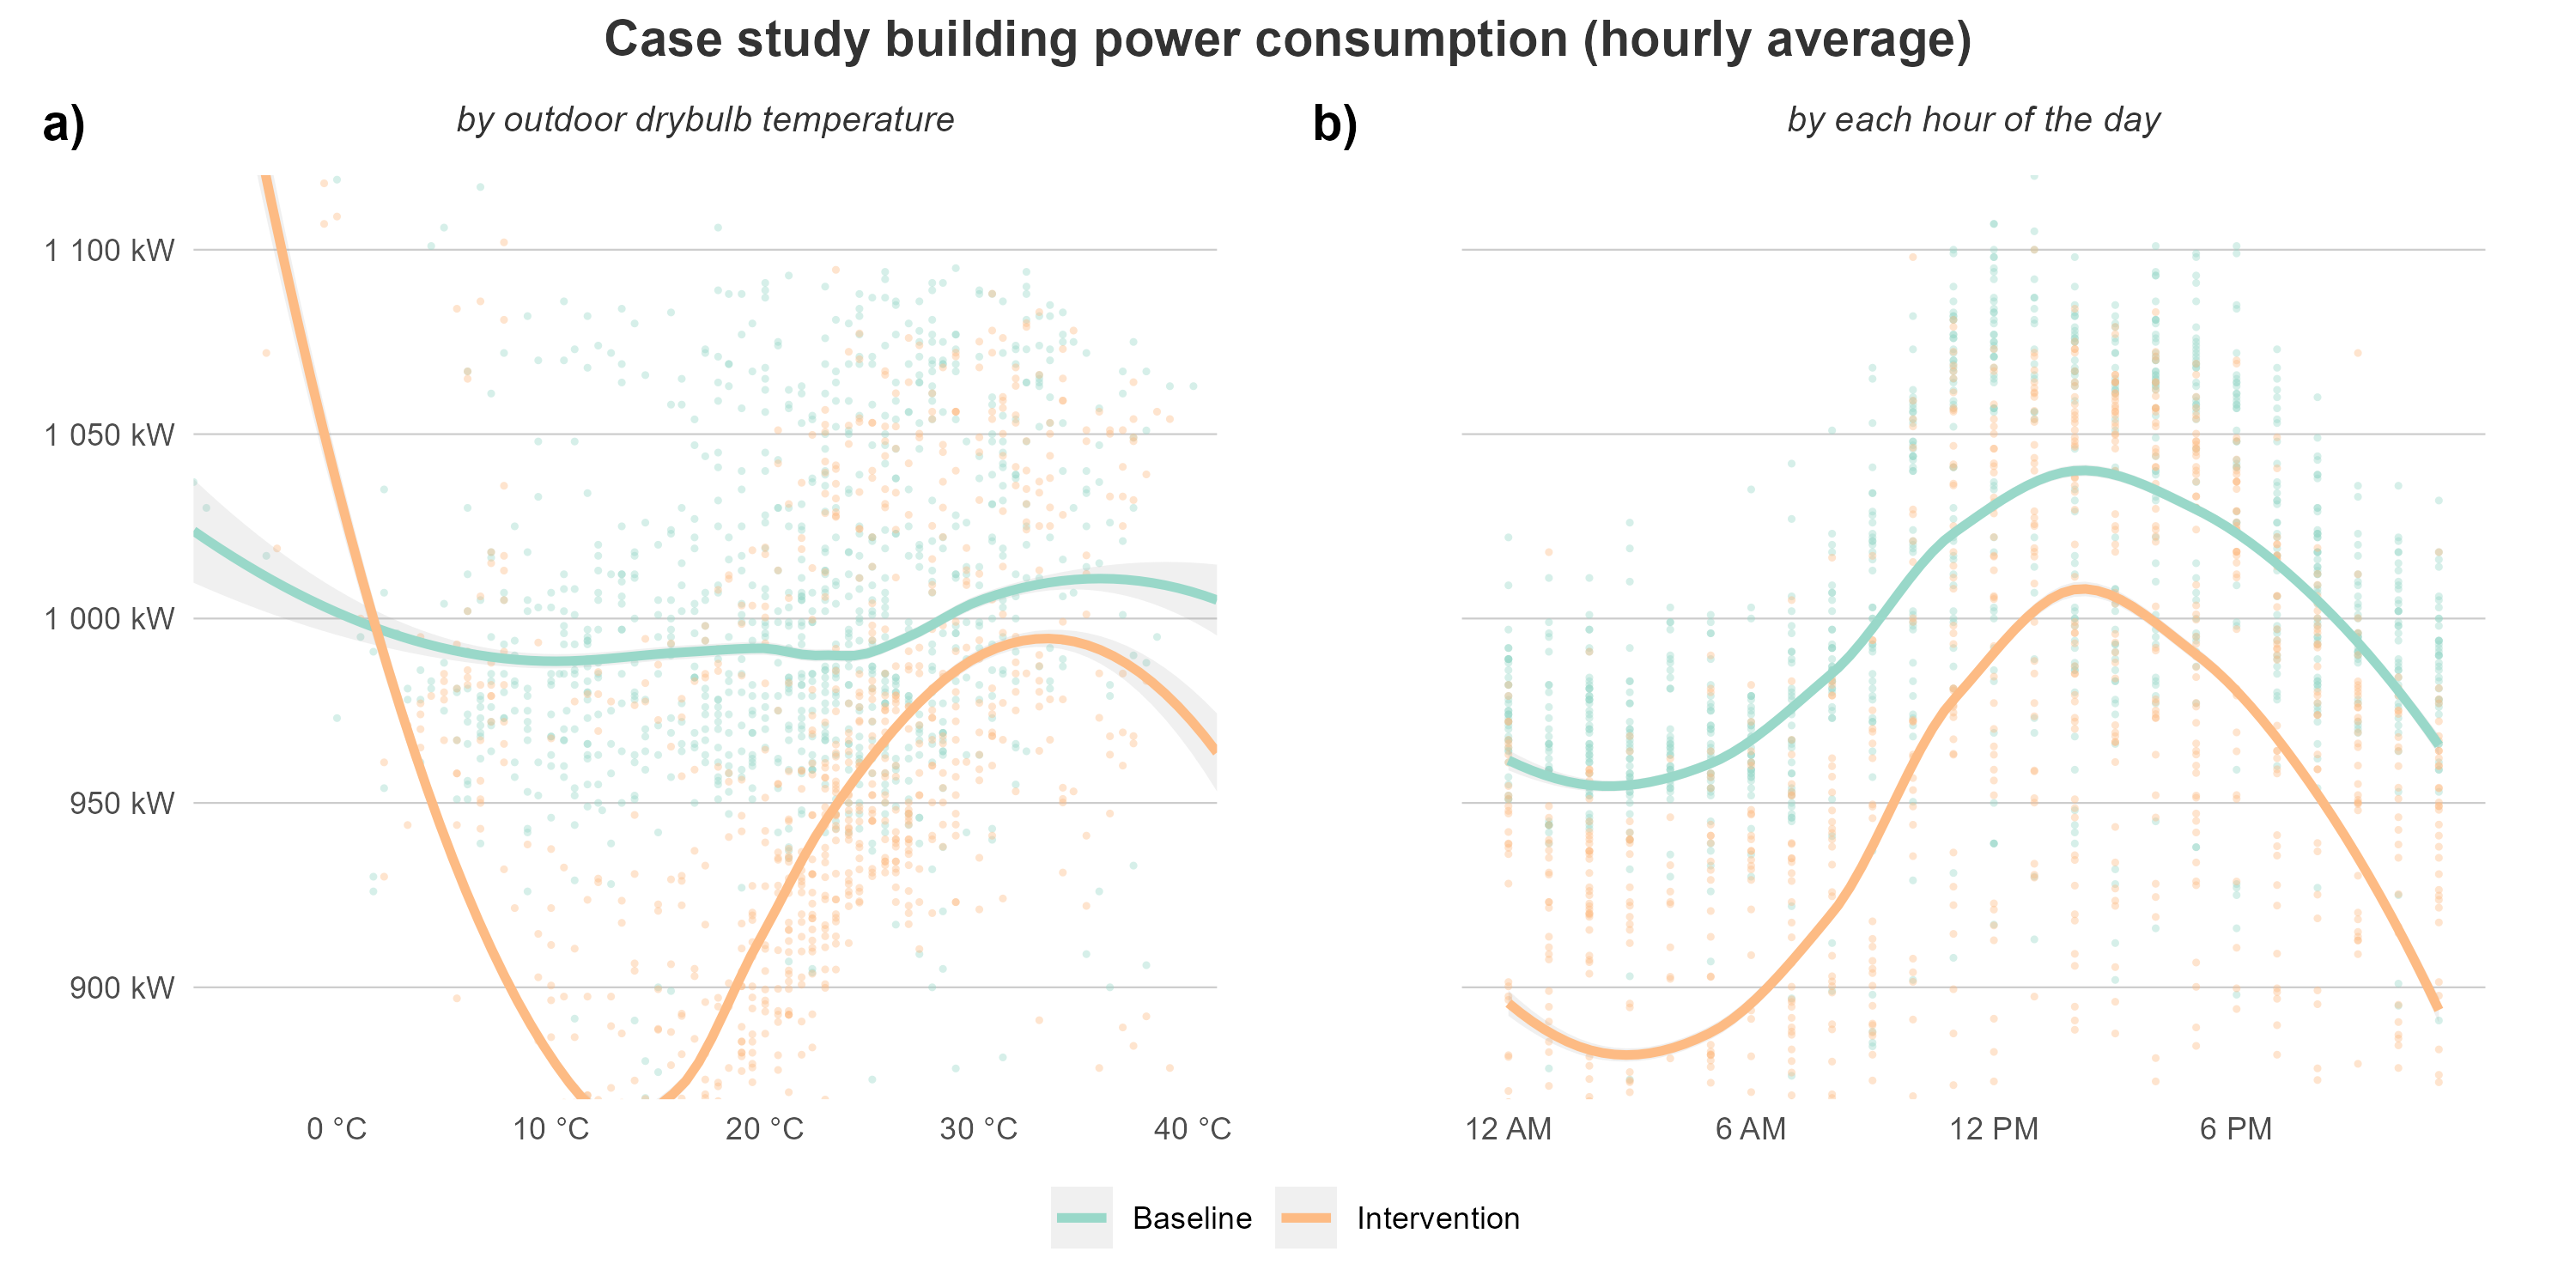 Case study building power consumption (hourly average)
a)
by outdoor drybulb temperature
b)
by each hour of the day
1 100 kW
1 050 kW
1 000 kW
950 kW
900 kW
0 °C 10 °C 20 °C 30 °C 40 °C
12 AM 6 AM 12 PM 6 PM
Baseline Intervention